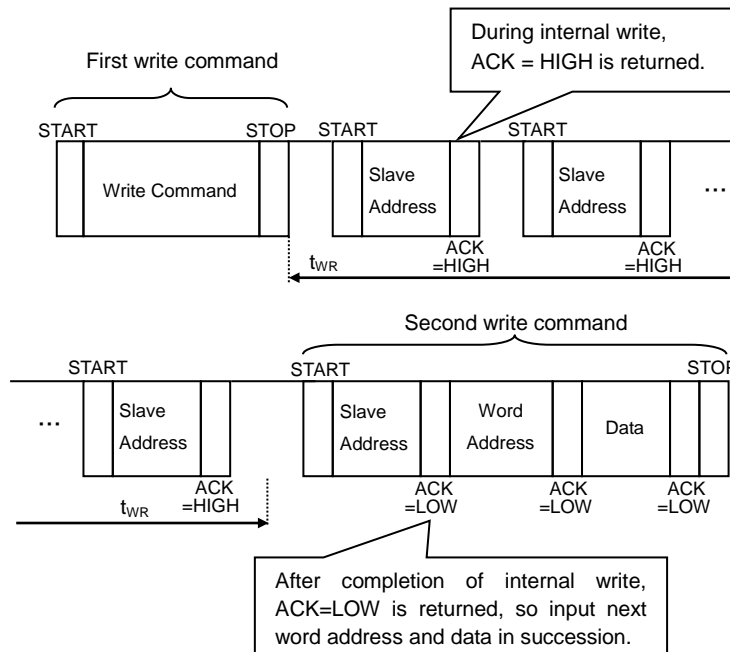 During internal write,
ACK = HIGH is returned.
First write command
START STOP START START
Write Command
Slave
Address
Slave
Address
...
ACK
=HIGH
ACK
=HIGH
tWR
Second write command
START START STOP
...
Slave
Address
Slave
Address
Word
Address
Data
ACK
=HIGH
ACK
=LOW
ACK
=LOW
ACK
=LOW
tWR
After completion of internal write,
ACK=LOW is returned, so input next
word address and data in succession.